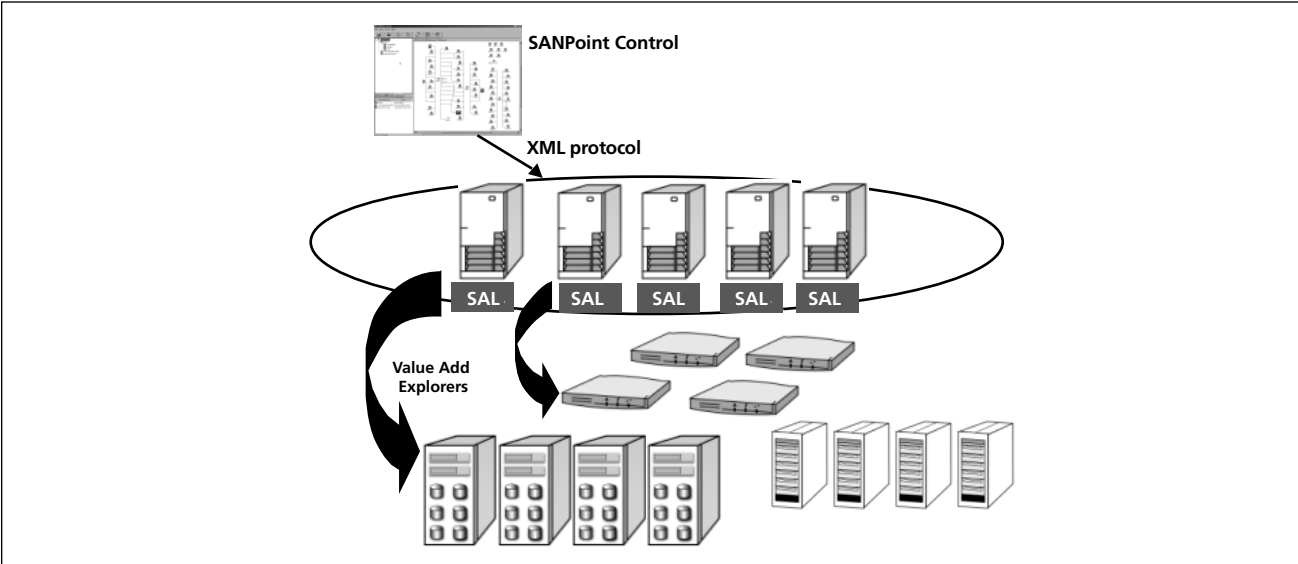 SANPoint Control
XML protocol
SAL
SAL
SAL
SAL
SAL
Value Add
Explorers